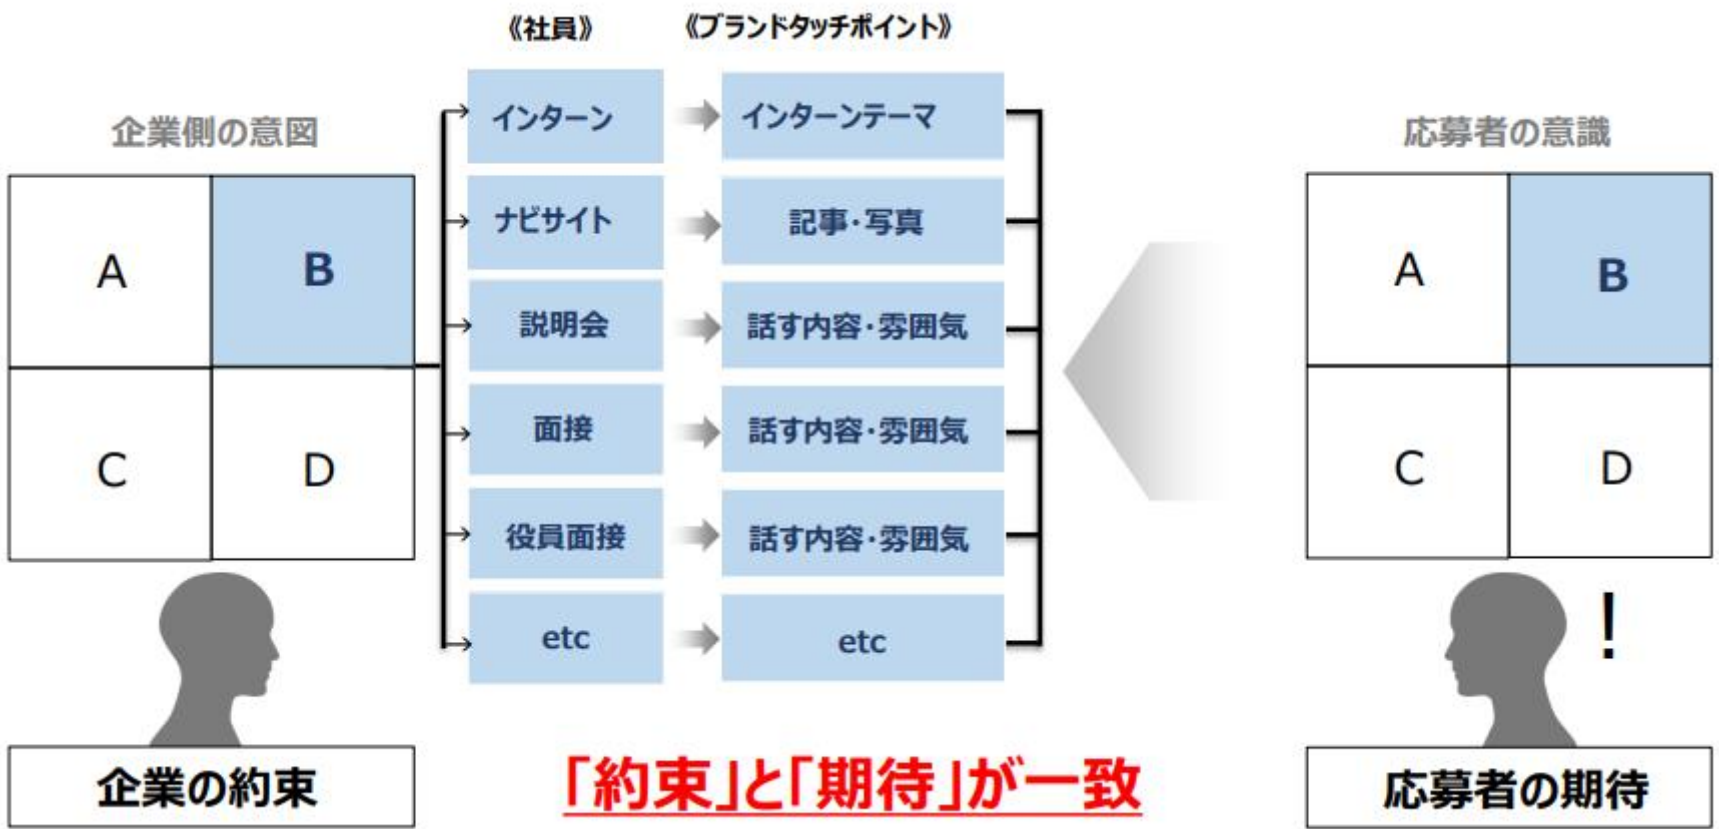 《社員》
《ブランドタッチポイント》
企業側の意図
A
B
C
D
企業の約束
インターン
インターンテーマ
ナビサイト
記事・写真
説明会
話す内容・雰囲気
面接
話す内容・雰囲気
役員面接
話す内容・雰囲気
etc
etc
「約束」と「期待」が一致
応募者の意識
A
B
C
D
!
応募者の期待